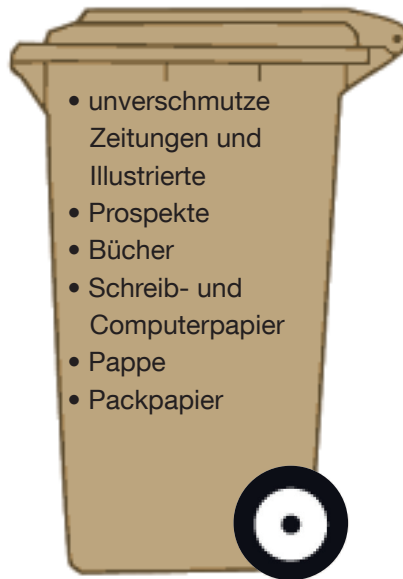 • unverschmutze
Zeitungen und
Illustrierte
• Prospekte
• Bücher
• Schreib- und
Computerpapier
• Pappe
• Packpapier